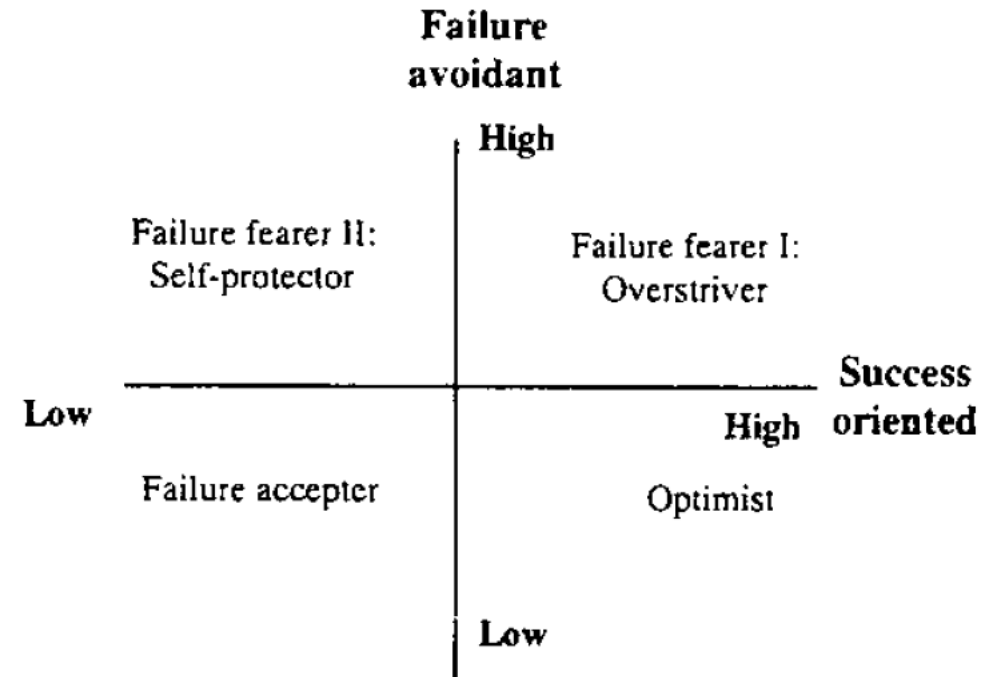 Failure
avoidant
High
Failure fearer II:
Self-protector
Failure fearer I:
Overstriver
Success
oriented
Low
High
Failure accepter
Optimist
Low